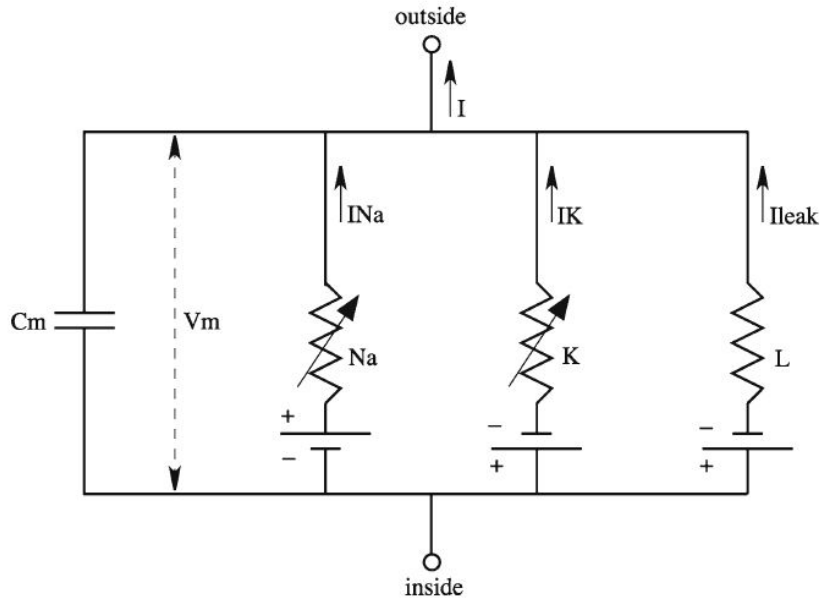 outside
I
INa
IK
Ileak
Cm
Vm
Na
K
L
+
−
−
+
−
+
inside